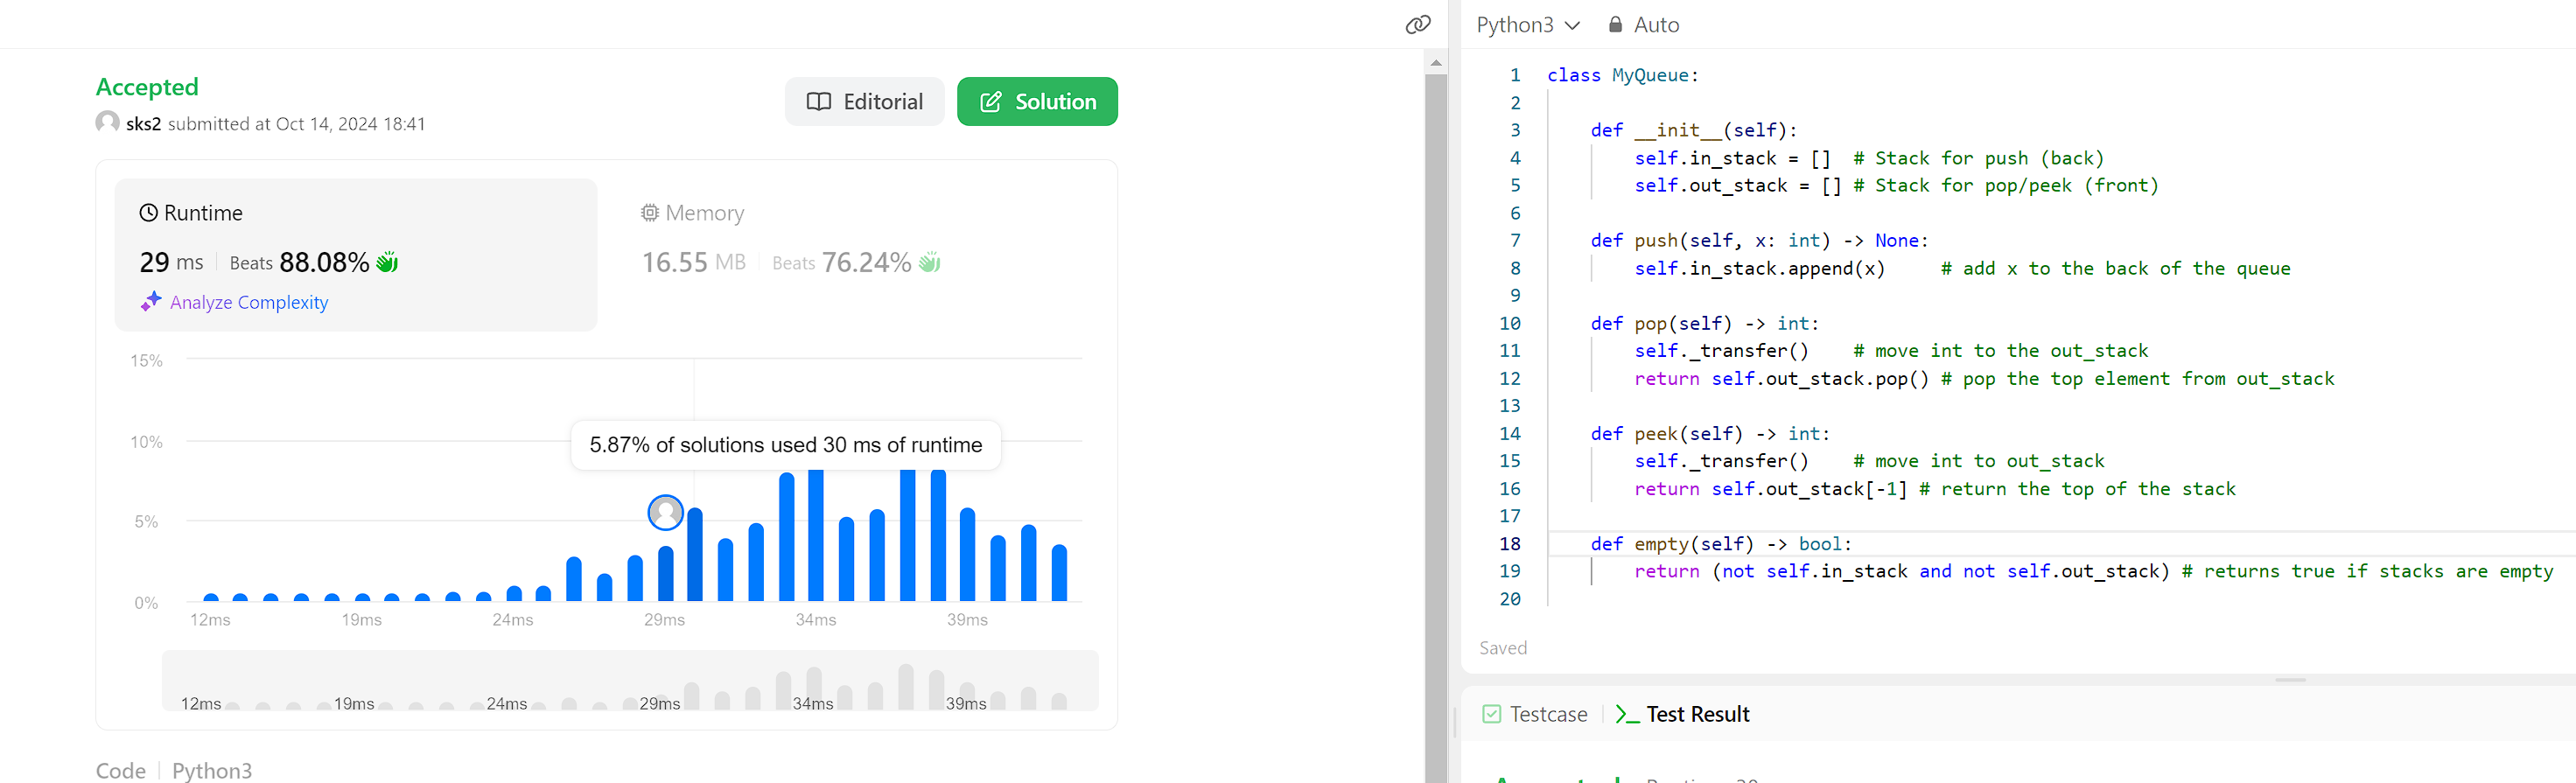 Accepted
sks2 submitted at Oct 14, 2024 18:41
Editorial
Solution
Runtime
29 ms Beats 88.08%
Analyze Complexity
Memory
16.55 MB Beats 76.24%
15%
10%
5%
0%
5.87% of solutions used 30 ms of runtime
12ms 19ms 24ms 29ms 34ms 39ms
12ms 19ms 24ms 29ms 34ms 39ms
Code Python3
Python3 Auto
1 class MyQueue:
2
3 def __init__(self):
4 self.in_stack = [] # Stack for push (back)
5 self.out_stack = [] # Stack for pop/peek (front)
6
7 def push(self, x: int) -> None:
8 self.in_stack.append(x) # add x to the back of the queue
9
10 def pop(self) -> int:
11 self._transfer() # move int to the out_stack
12 return self.out_stack.pop() # pop the top element from out_stack
13
14 def peek(self) -> int:
15 self._transfer() # move int to out_stack
16 return self.out_stack[-1] # return the top of the stack
17
18 def empty(self) -> bool:
19 return (not self.in_stack and not self.out_stack) # returns true if stacks are empty
20
Saved
Testcase
Test Result